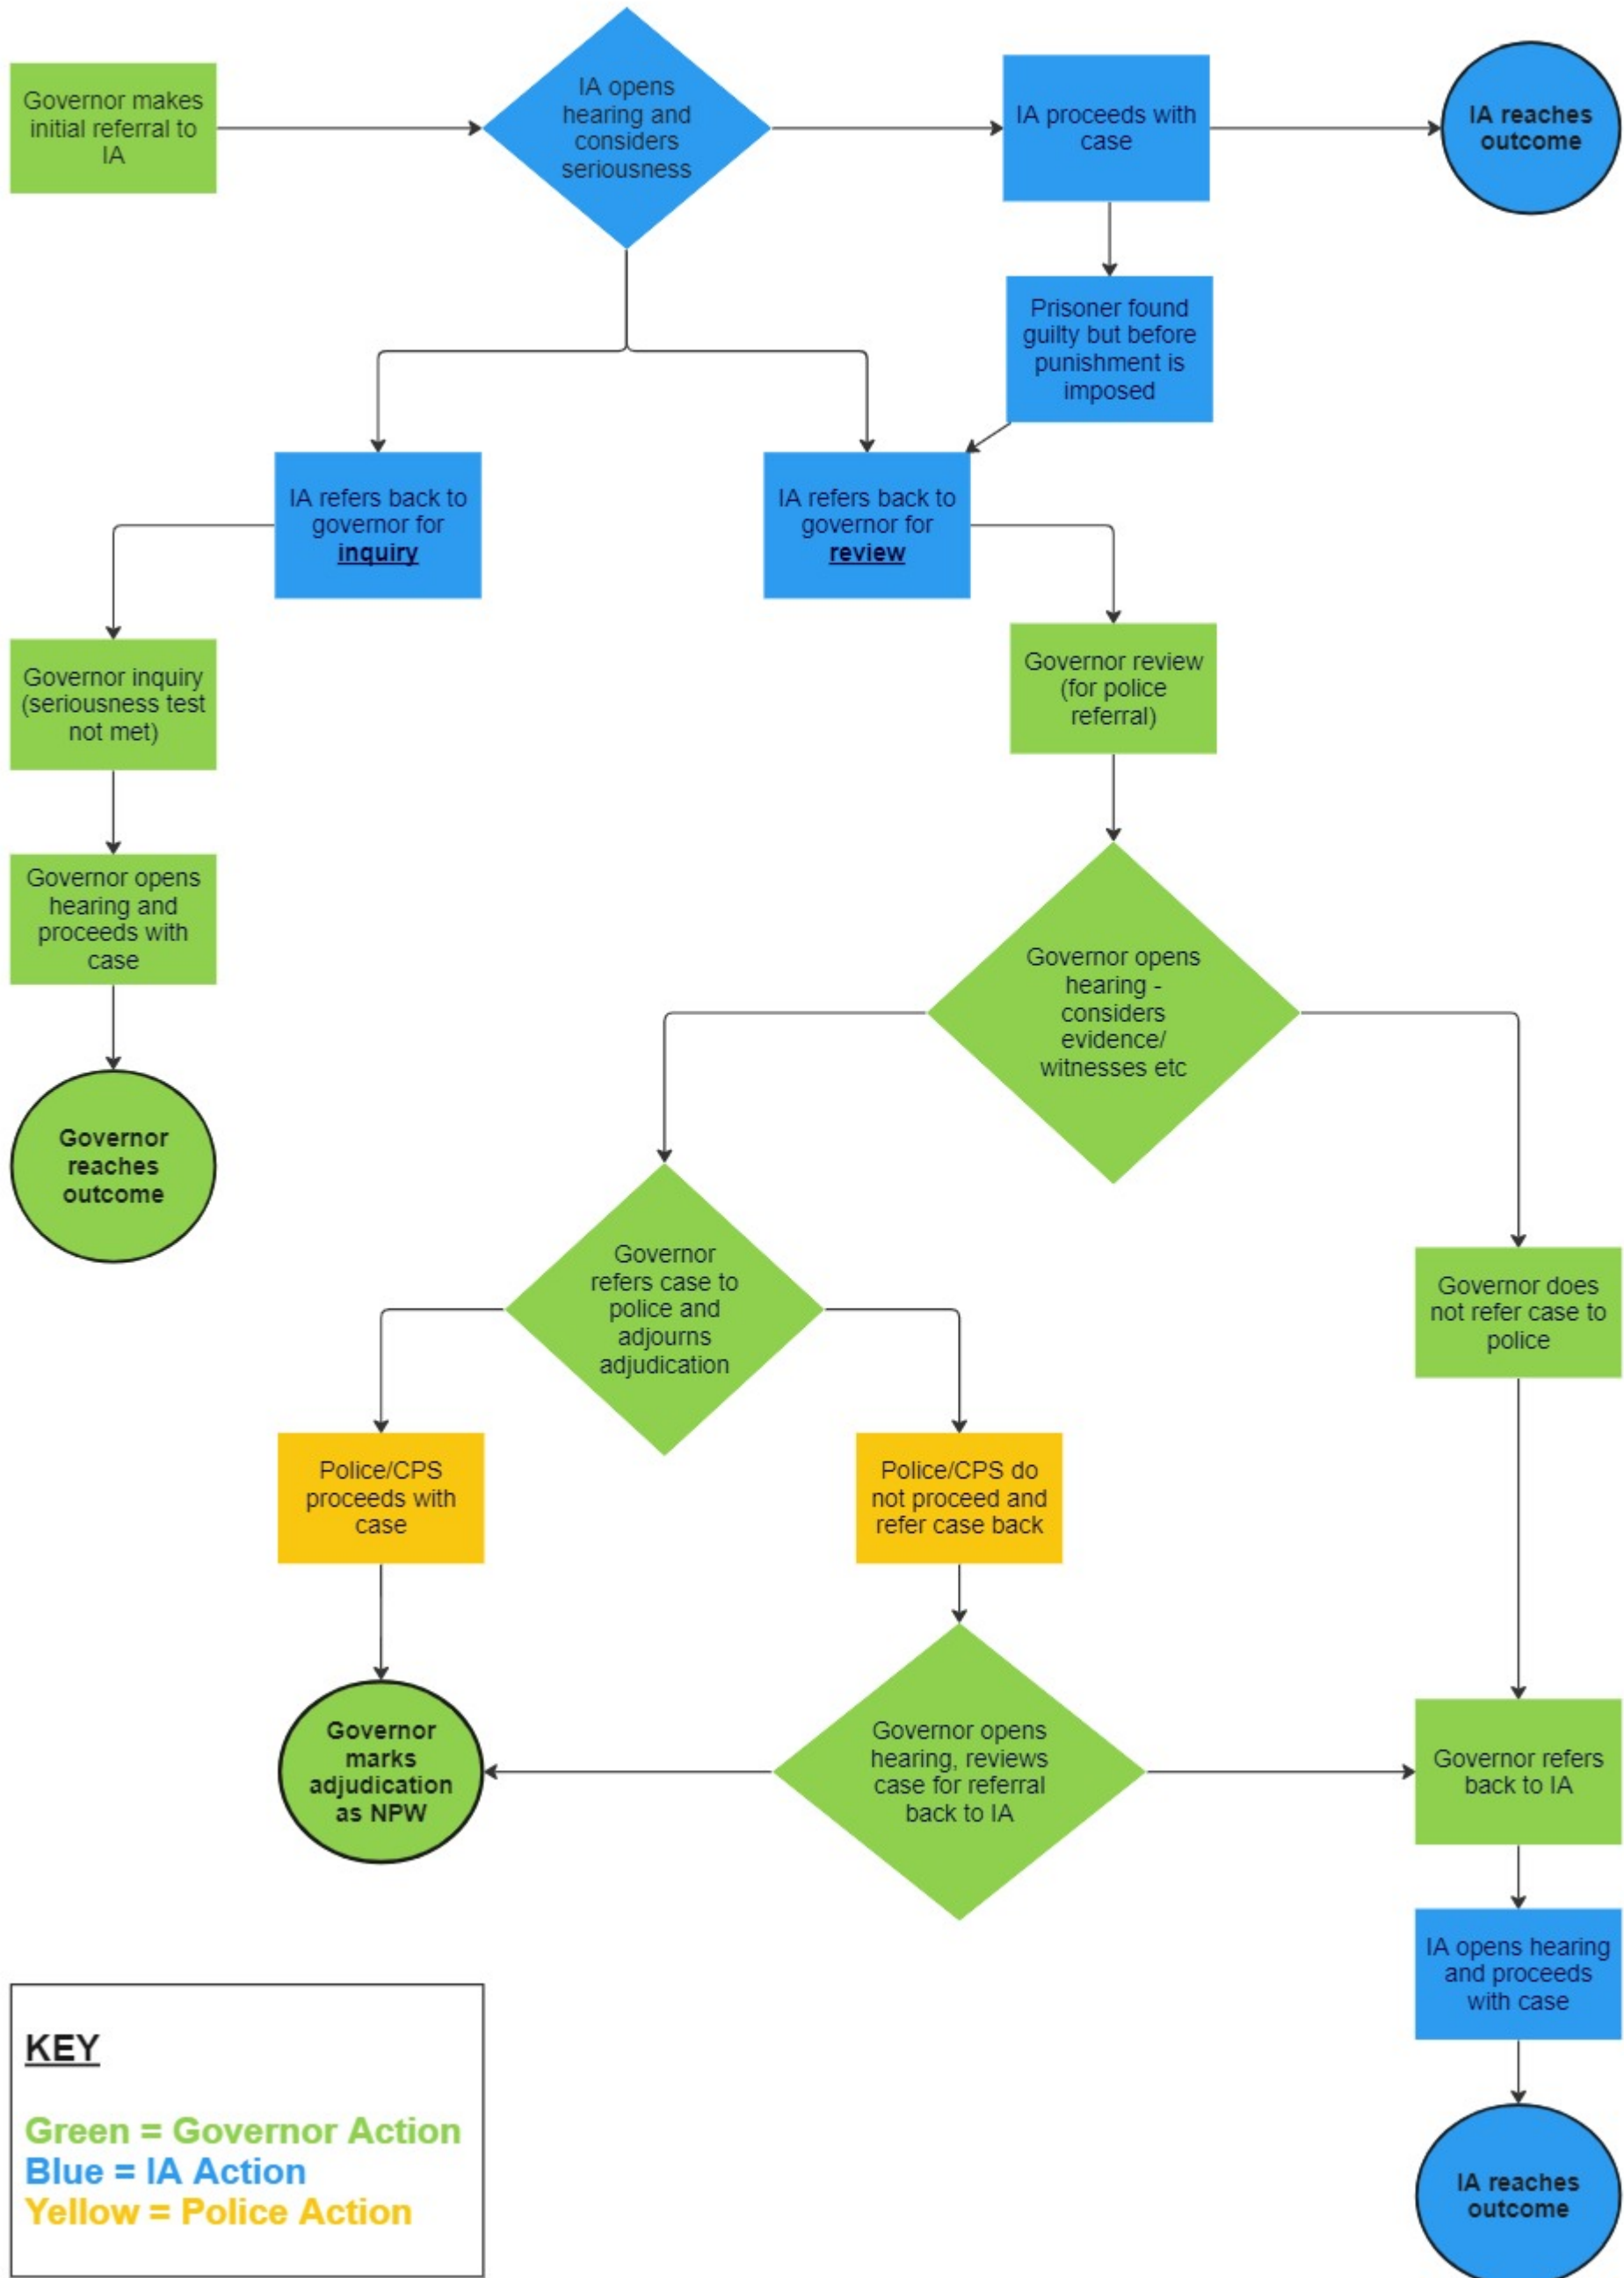 Governor makes
initial referral to
IA
IA opens
hearing and
considers
seriousness
IA proceeds with
case
IA reaches
outcome
Prisoner found
guilty but before
punishment is
imposed
IA refers back to
governor for
inquiry
IA refers back to
governor for
review
Governor inquiry
(seriousness test
not met)
Governor review
(for police
referral)
Governor opens
hearing and
proceeds with
case
Governor opens
hearing -
considers
evidence/
witnesses etc
Governor
reaches
outcome
Governor
refers case to
police and
adjourns
adjudication
Governor does
not refer case to
police
Police/CPS
proceeds with
case
Police/CPS do
not proceed and
refer case back
Governor
marks
adjudication
as NPW
Governor opens
hearing, reviews
case for referral
back to IA
Governor refers
back to IA
IA opens hearing
and proceeds
with case
IA reaches
outcome
KEY
Green = Governor Action
Blue = IA Action
Yellow = Police Action